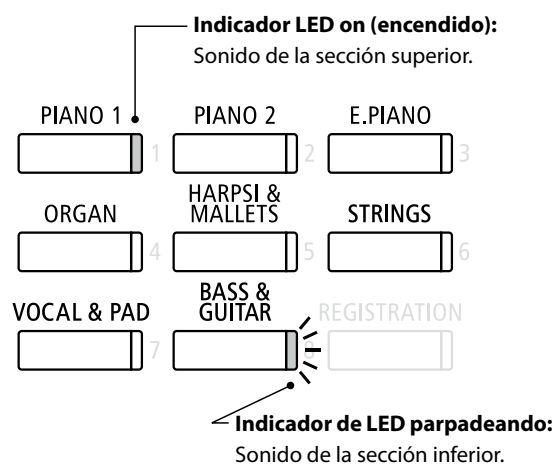 Indicador LED on (encendido):
Sonido de la sección superior.
PIANO 1 PIANO 2 E.PIANO
1 2 3
ORGAN HARPSI & MALLETS STRINGS
4 5 6
VOCAL & PAD BASS & GUITAR REGISTRATION
7 8
Indicador de LED parpadeando:
Sonido de la sección inferior.